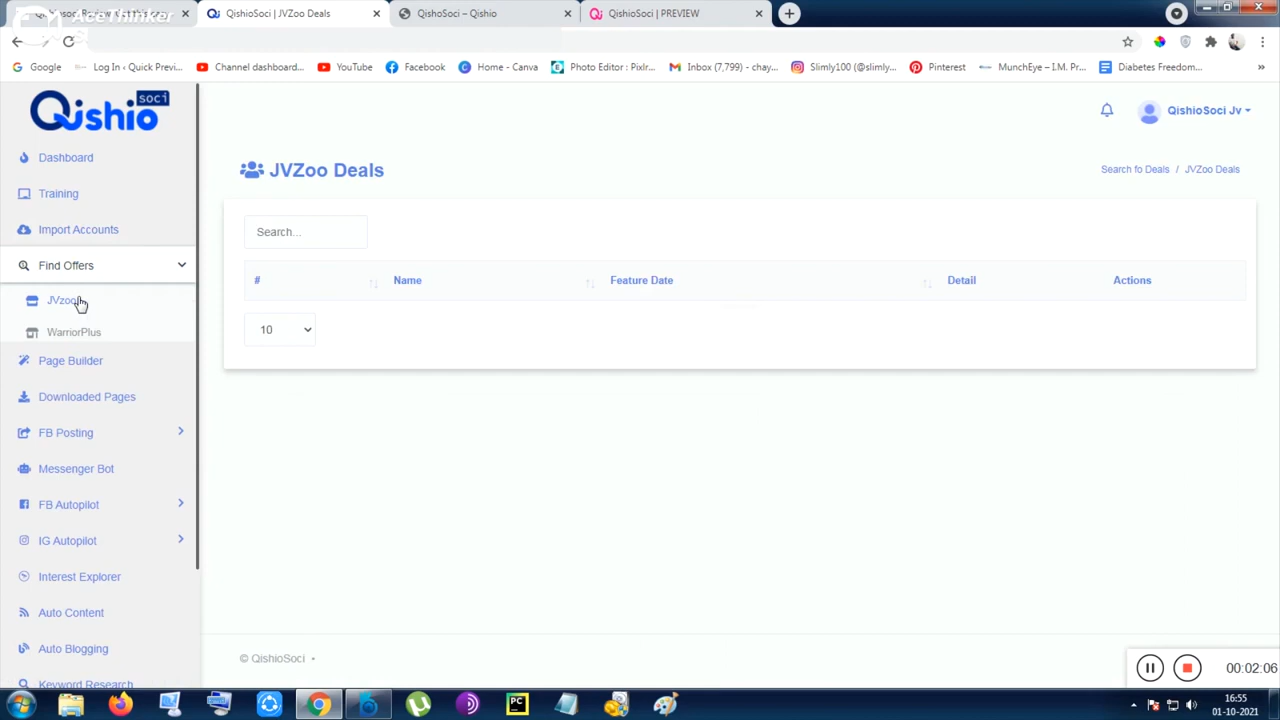 AceThinker
QishioSoci | JVZoo Deals
QishoSoci – Qishio
QishioSoci | PREVIEW
Google
Log In ‹ Quick Previ...
Channel dashboard...
YouTube
Facebook
Home - Canva
Photo Editor : Pixlr...
Inbox (7,799) - chay...
Slimly100 (@slimly...
Pinterest
MunchEye – I.M. Pr...
Diabetes Freedom...
»
Qishio soci
QishioSoci Jv
Dashboard
Training
Import Accounts
Find Offers
WarriorPlus
Page Builder
Downloaded Pages
FB Posting
Messenger Bot
FB Autopilot
IG Autopilot
Interest Explorer
Auto Content
Auto Blogging
Keyword Research
JVZoo Deals
Search fo Deals / JVZoo Deals
Search...
# Name Feature Date Detail Actions
10
© QishioSoci •
00:02:06
PC
16:55
01-10-2021